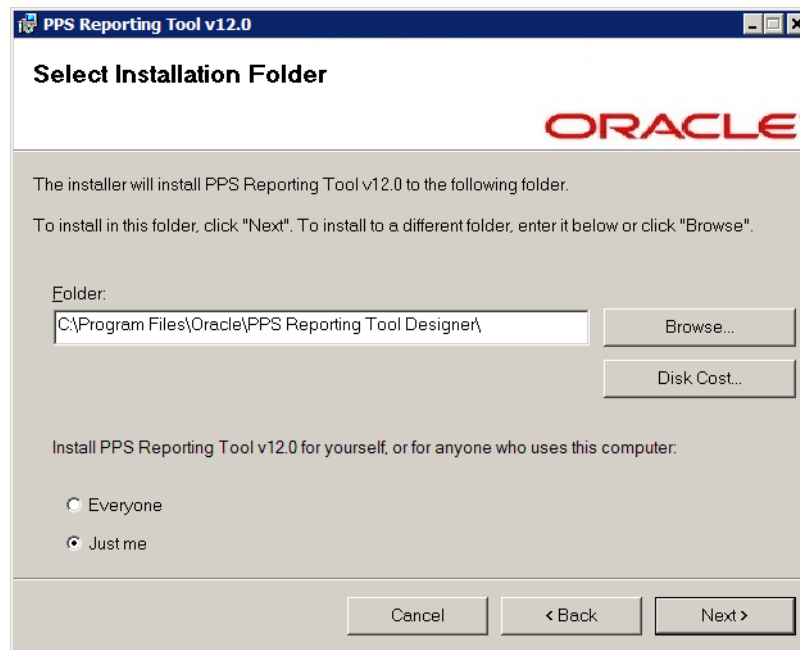 PPS Reporting Tool v12.0
Select Installation Folder
ORACLE
The installer will install PPS Reporting Tool v12.0 to the following folder.
To install in this folder, click "Next". To install to a different folder, enter it below or click "Browse".
Folder:
C:\Program Files\Oracle\PPS Reporting Tool Designer\
Browse...
Disk Cost...
Install PPS Reporting Tool v12.0 for yourself, or for anyone who uses this computer:
Everyone
Just me
Cancel
< Back
Next >